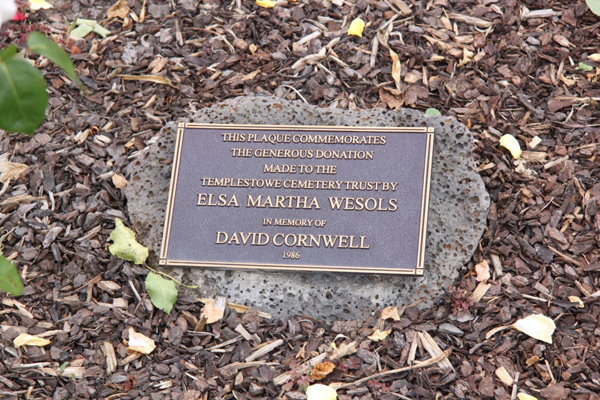 THIS PLAQUE COMMEMORATES
THE GENEROUS DONATION
MADE TO THE
TEMPLESTOWE CEMETERY TRUST BY
ELSA MARTHA WESOLS
IN MEMORY OF
DAVID CORNWELL
1986